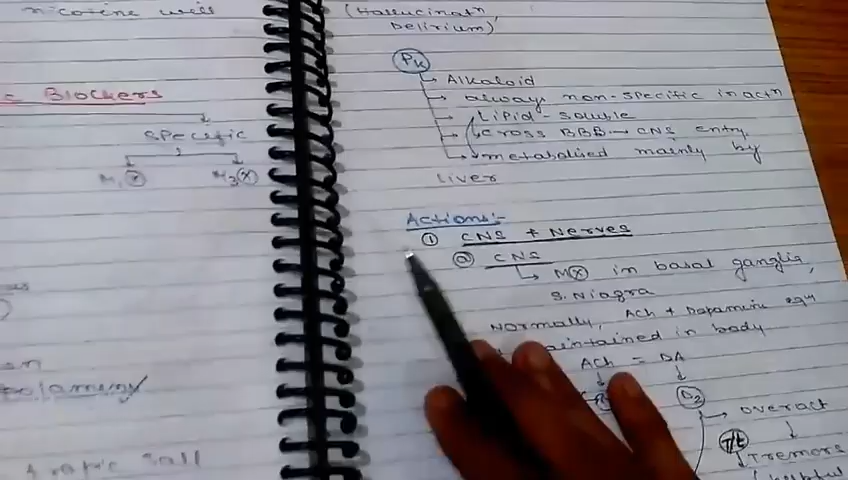 nicotine will
c Blockers
specific
M₁ ⓧ M₃ ⓧ
Atropic
(Hallucinatn,
Delirium)
PK
Alkaloid
always non-specific in actn
Lipid-soluble
cross BBB → CNS entry
metabolised mainly by
Liver
Actions:-
① CNS + Nerves
ⓐ CNS
M ⓧ in basal ganglia,
S. Niagra
Normally, Ach + Dopamine equ
maintained in body
ACh = DA
D₂
→ overact
T/t
Tremors